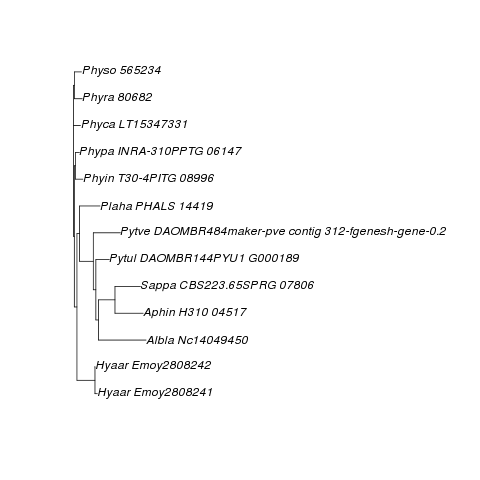 Physo 565234
Phyra 80682
Phyca LT15347331
Phypa INRA-310PPTG 06147
Phyin T30-4PITG 08996
Plaha PHALS 14419
Pytve DAOMBR484maker-pve contig 312-fgenesh-gene-0.2
Pytul DAOMBR144PYU1 G000189
Sappa CBS223.65SPRG 07806
Aphin H310 04517
Albla Nc14049450
Hyaar Emoy2808242
Hyaar Emoy2808241